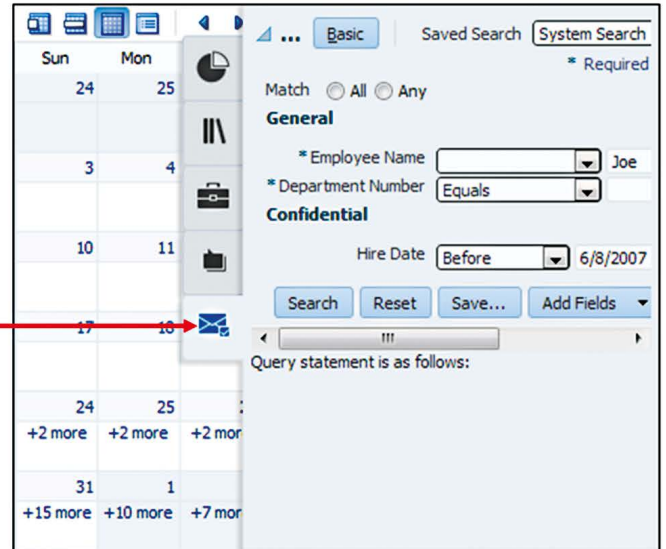 Sun Mon
24 25
3 4
10 11
17 18
24 25
+2 more +2 more +2 mor
31 1
+15 more +10 more +7 mor
... Basic Saved Search System Search
* Required
Match All Any
General
* Employee Name Joe
* Department Number Equals
Confidential
Hire Date Before 6/8/2007
Search Reset Save... Add Fields
Query statement is as follows: